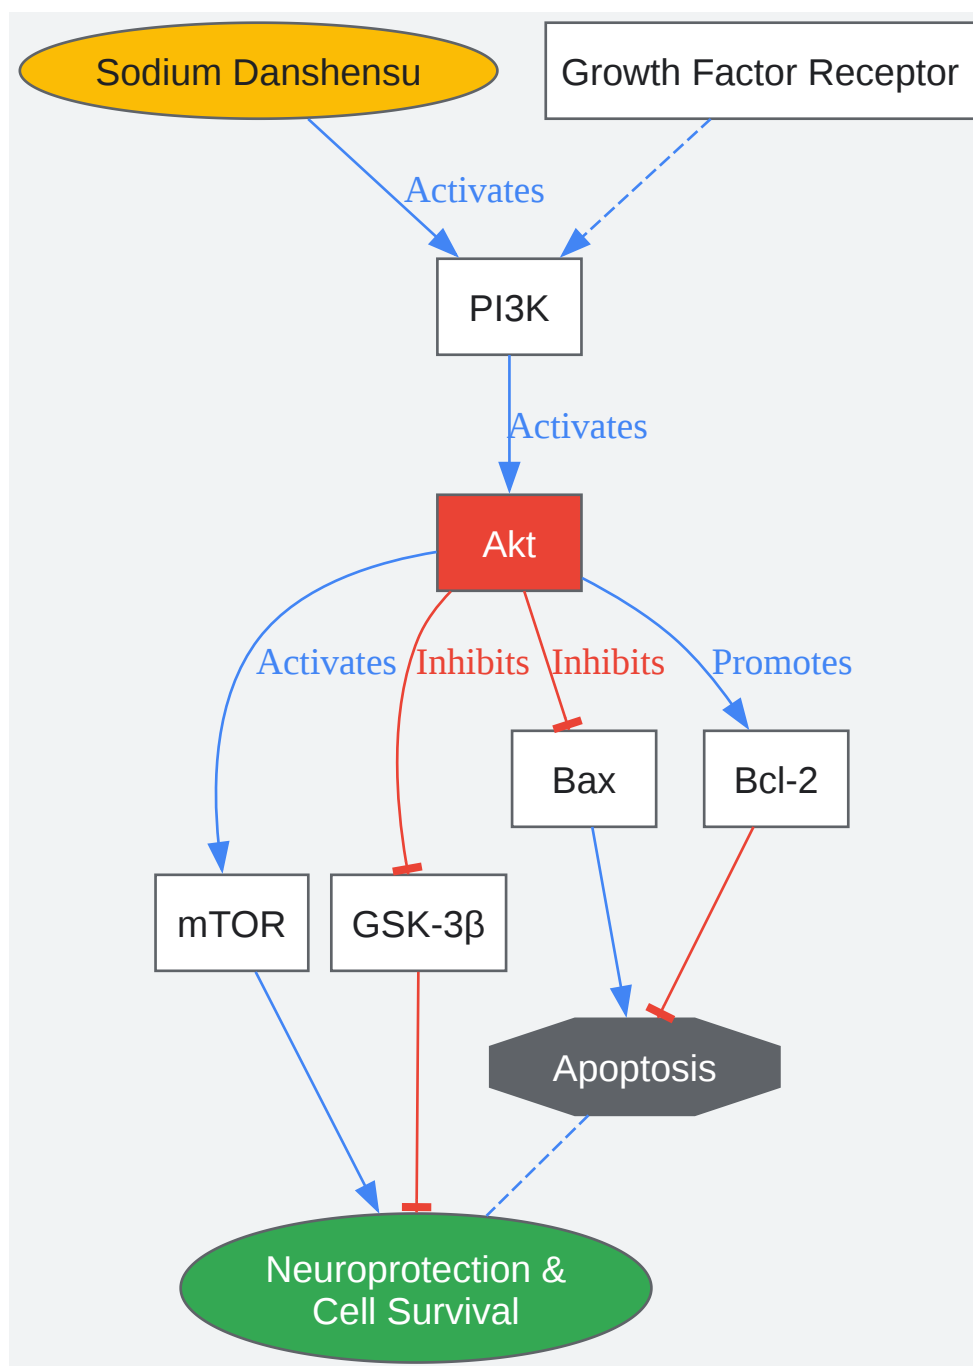 Sodium Danshensu
Growth Factor Receptor
Activates
PI3K
Activates
Akt
Activates
Inhibits
Inhibits
Promotes
Bax
Bcl-2
mTOR
GSK-3β
Apoptosis
Neuroprotection &
Cell Survival